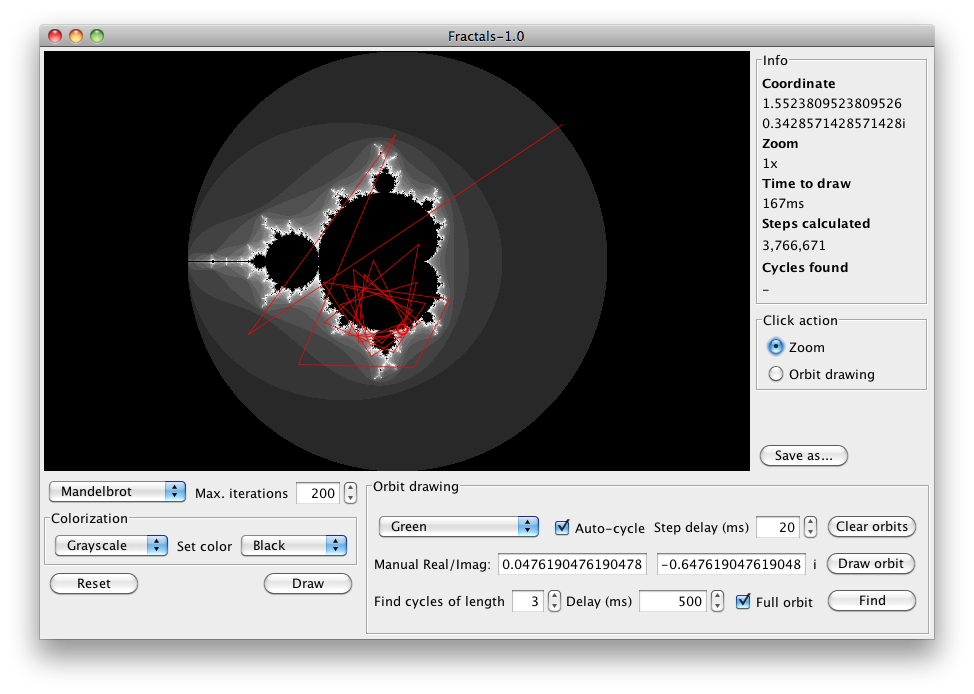 Fractals-1.0
Info
Coordinate
1.5523809523809526
0.3428571428571428i
Zoom
1x
Time to draw
167ms
Steps calculated
3,766,671
Cycles found
–
Click action
Zoom
Orbit drawing
Save as...
Mandelbrot Max. iterations 200
Colorization
Grayscale Set color Black
Reset Draw
Orbit drawing
Green Auto-cycle Step delay (ms) 20 Clear orbits
Manual Real/Imag: 0.0476190476190478 -0.647619047619048 i Draw orbit
Find cycles of length 3 Delay (ms) 500 Full orbit Find